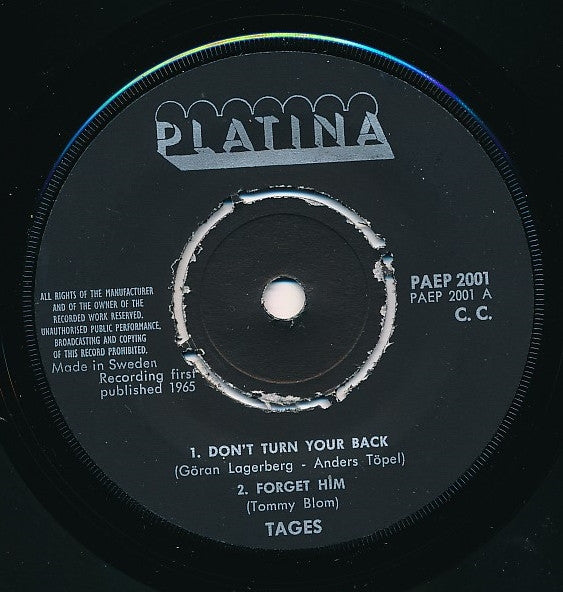 PLATINA
PAEP 2001
PAEP 2001 A
C. C.
ALL RIGHTS OF THE MANUFACTURER
AND OF THE OWNER OF THE
RECORDED WORK RESERVED.
UNAUTHORISED PUBLIC PERFORMANCE,
BROADCASTING AND COPYING
OF THIS RECORD PROHIBITED.
Made in Sweden
Recording first
published 1965
1. DON'T TURN YOUR BACK
(Göran Lagerberg - Anders Töpel)
2. FORGET HIM
(Tommy Blom)
TAGES